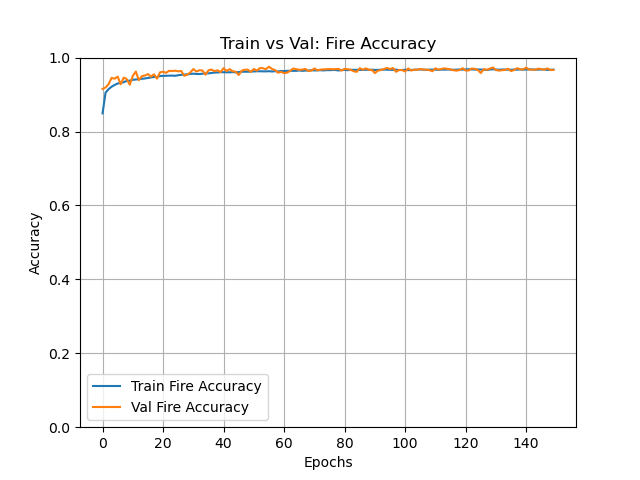 Train vs Val: Fire Accuracy
1.0
0.8
0.6
0.4
0.2
0.0
Accuracy
Train Fire Accuracy
Val Fire Accuracy
0 20 40 60 80 100 120 140
Epochs